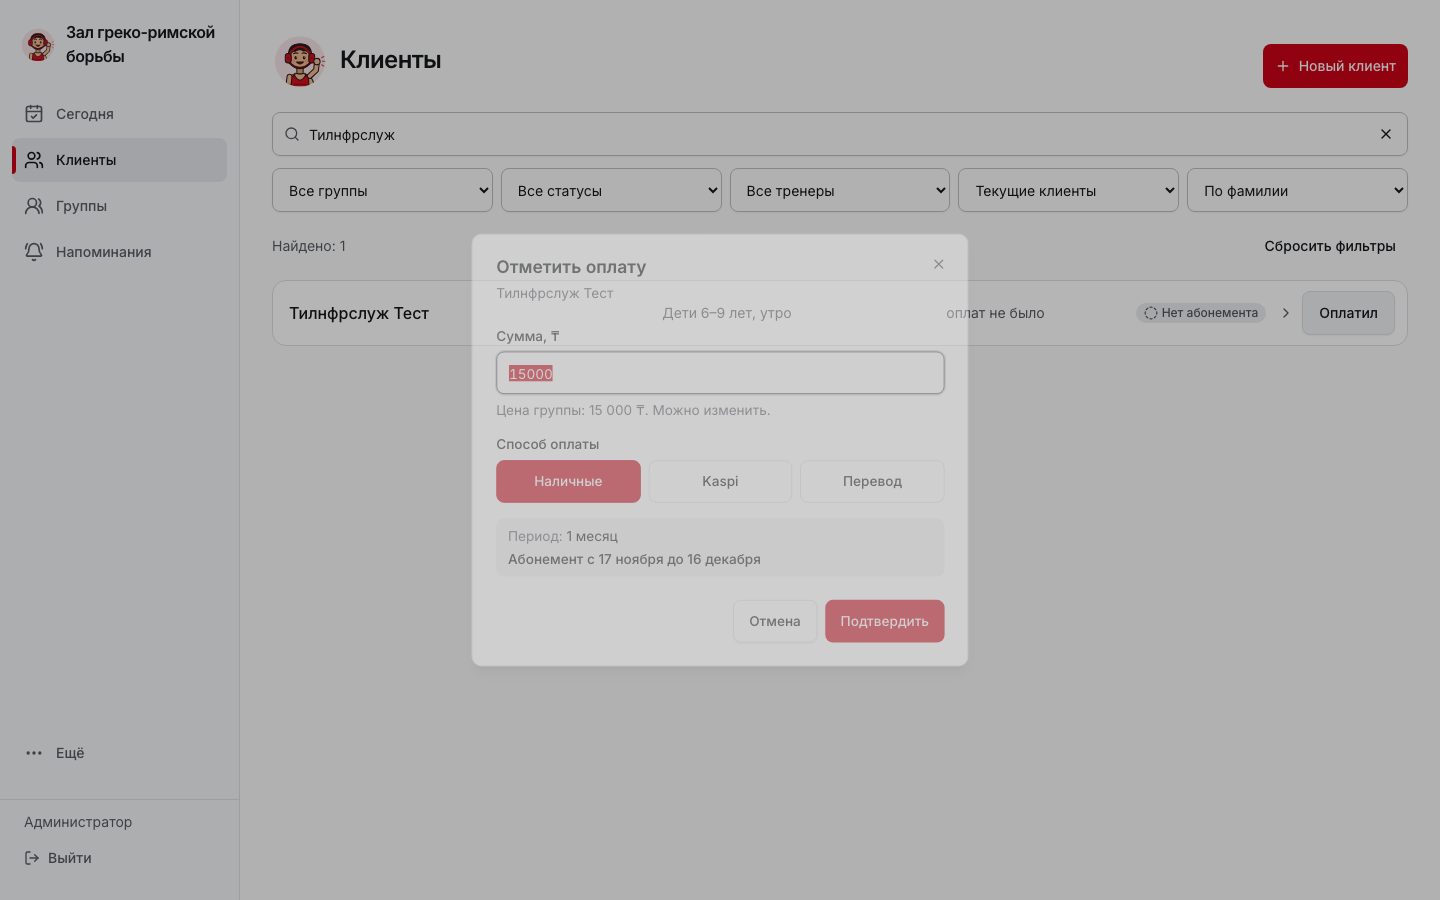 Зал греко-римской
борьбы
Сегодня
Клиенты
Группы
Напоминания
Ещё
Администратор
Выйти
Клиенты
Новый клиент
Тилнфрслуж
Все группы
Все статусы
Все тренеры
Текущие клиенты
По фамилии
Найдено: 1
Сбросить фильтры
Тилнфрслуж Тест
Дети 6–9 лет, утро
оплат не было
Нет абонемента
Оплатил
Отметить оплату
Тилнфрслуж Тест
Сумма, ₸
15000
Цена группы: 15 000 ₸. Можно изменить.
Способ оплаты
Наличные
Kaspi
Перевод
Период: 1 месяц
Абонемент с 17 ноября до 16 декабря
Отмена
Подтвердить